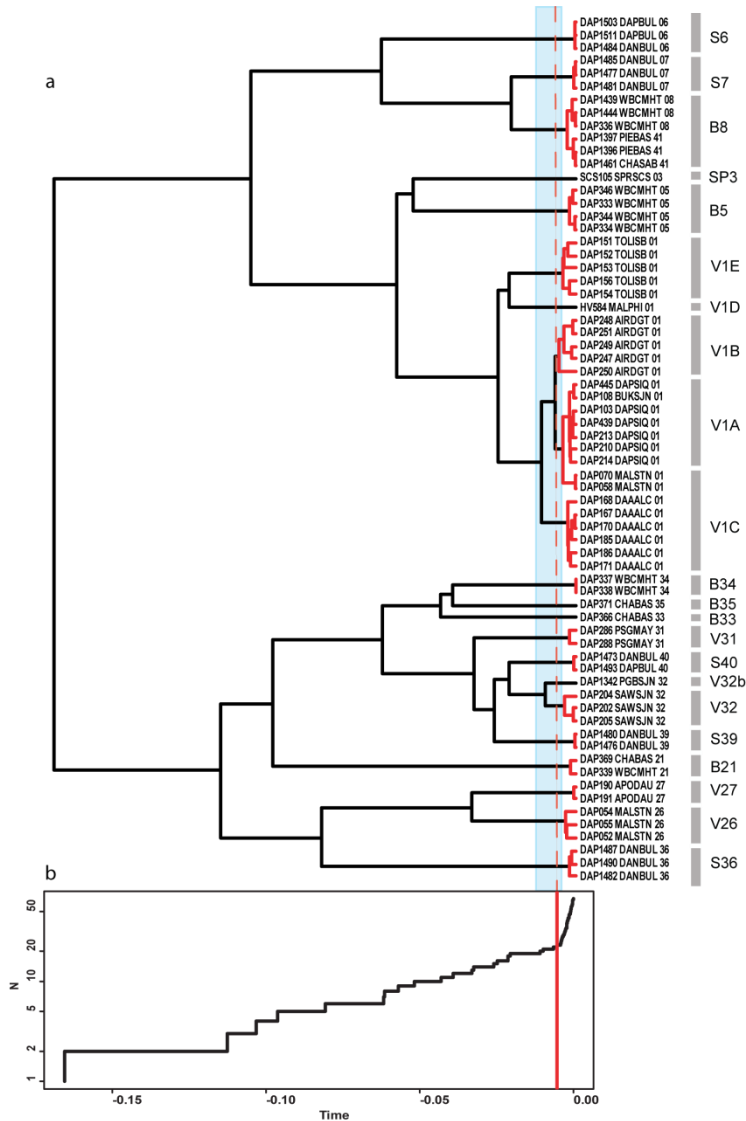 a
DAP1503 DAPBUL 06
DAP1511 DAPBUL 06
DAP1484 DANBUL 06
S6
DAP1485 DANBUL 07
DAP1477 DANBUL 07
DAP1481 DANBUL 07
S7
DAP1439 WBCMHT 08
DAP1444 WBCMHT 08
DAP336 WBCMHT 08
DAP1397 PIEBAS 41
DAP1396 PIEBAS 41
DAP1461 CHASAB 41
B8
SCS105 SPRSCS 03
SP3
DAP346 WBCMHT 05
DAP333 WBCMHT 05
DAP344 WBCMHT 05
DAP334 WBCMHT 05
B5
DAP151 TOLISB 01
DAP152 TOLISB 01
DAP153 TOLISB 01
DAP156 TOLISB 01
DAP154 TOLISB 01
V1E
HV584 MALPHI 01
V1D
DAP248 AIRDGT 01
DAP251 AIRDGT 01
DAP249 AIRDGT 01
DAP247 AIRDGT 01
DAP250 AIRDGT 01
V1B
DAP445 DAPSIQ 01
DAP108 BUKSJN 01
DAP103 DAPSIQ 01
DAP439 DAPSIQ 01
DAP213 DAPSIQ 01
DAP210 DAPSIQ 01
DAP214 DAPSIQ 01
V1A
DAP070 MALSTN 01
DAP058 MALSTN 01
DAP168 DAAALC 01
DAP167 DAAALC 01
DAP170 DAAALC 01
DAP185 DAAALC 01
DAP186 DAAALC 01
DAP171 DAAALC 01
V1C
DAP337 WBCMHT 34
DAP338 WBCMHT 34
B34
DAP371 CHABAS 35
B35
DAP366 CHABAS 33
B33
DAP286 PSGMAY 31
DAP288 PSGMAY 31
V31
DAP1473 DANBUL 40
DAP1493 DAPBUL 40
S40
DAP1342 PGBSJN 32
V32b
DAP204 SAWSJN 32
DAP202 SAWSJN 32
DAP205 SAWSJN 32
V32
DAP1480 DANBUL 39
DAP1476 DANBUL 39
S39
DAP369 CHABAS 21
DAP339 WBCMHT 21
B21
DAP190 APODAU 27
DAP191 APODAU 27
V27
DAP054 MALSTN 26
DAP055 MALSTN 26
DAP052 MALSTN 26
V26
DAP1487 DANBUL 36
DAP1490 DANBUL 36
DAP1482 DANBUL 36
S36
b
N
50
20
10
5
2
1
-0.15
-0.10
-0.05
0.00
Time